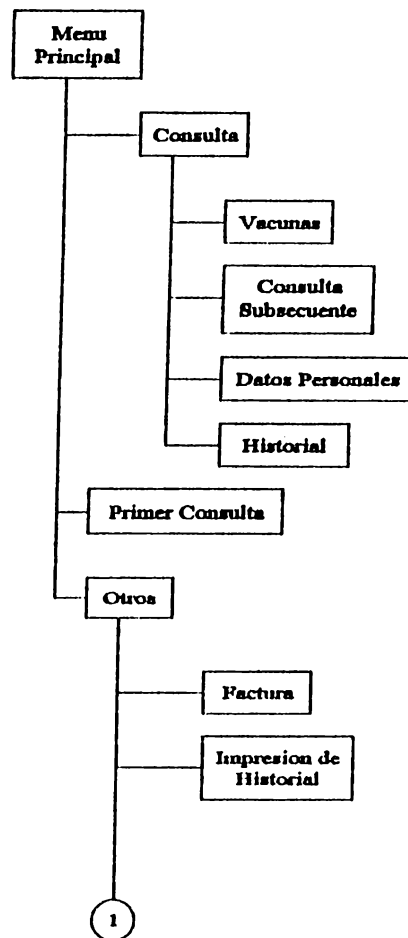 Menu
Principal
Consulta
Vacunas
Consulta
Subsecuente
Datos Personales
Historial
Primer Consulta
Otros
Factura
Impresion de
Historial
1